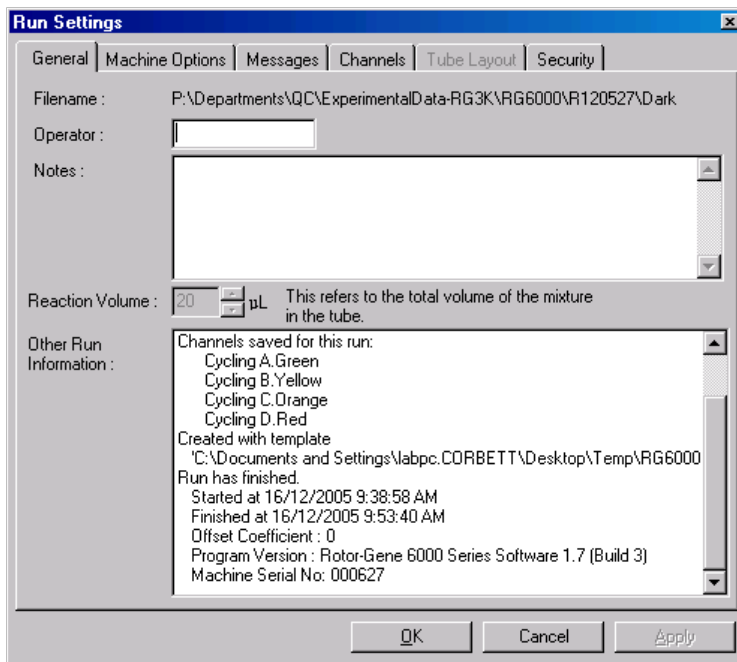 Run Settings
General Machine Options Messages Channels Tube Layout Security
Filename : P:\Departments\QC\ExperimentalData-RG3K\RG6000\R120527\Dark
Operator :
Notes :
Reaction Volume : 20 µL This refers to the total volume of the mixture
in the tube.
Other Run
Information :
Channels saved for this run:
Cycling A.Green
Cycling B.Yellow
Cycling C.Orange
Cycling D.Red
Created with template
'C:\Documents and Settings\labpc.CORBETT\Desktop\Temp\RG6000
Run has finished.
Started at 16/12/2005 9:38:58 AM
Finished at 16/12/2005 9:53:40 AM
Offset Coefficient : 0
Program Version : Rotor-Gene 6000 Series Software 1.7 (Build 3)
Machine Serial No: 000627
OK Cancel Apply